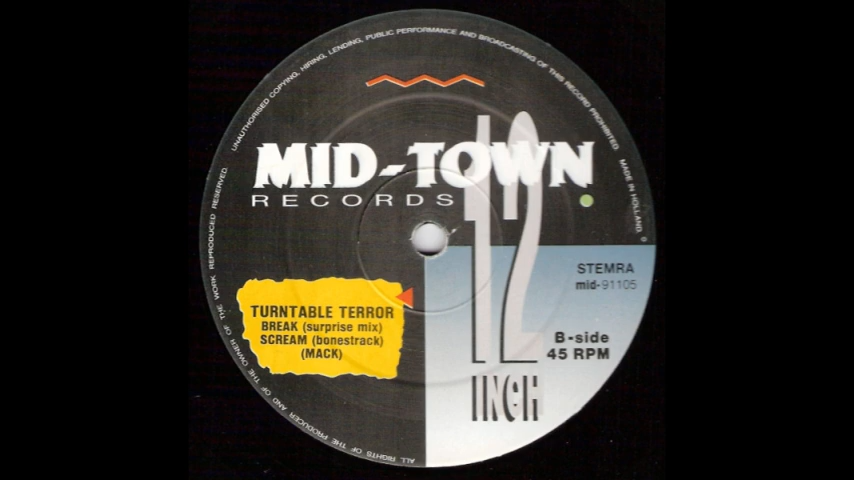 UNAUTHORISED COPYING, HIRING, LENDING, PUBLIC PERFORMANCE AND BROADCASTING OF THIS RECORD PROHIBITED. MADE IN HOLLAND.
12
MID-TOWN
RECORDS
STEMRA
mid-91105
TURNTABLE TERROR
BREAK (surprise mix)
SCREAM (bonestrack)
(MACK)
B-side
45 RPM
INCH
ALL RIGHTS OF THE PRODUCER AND OF THE OWNER OF THE WORK REPRODUCED RESERVED.